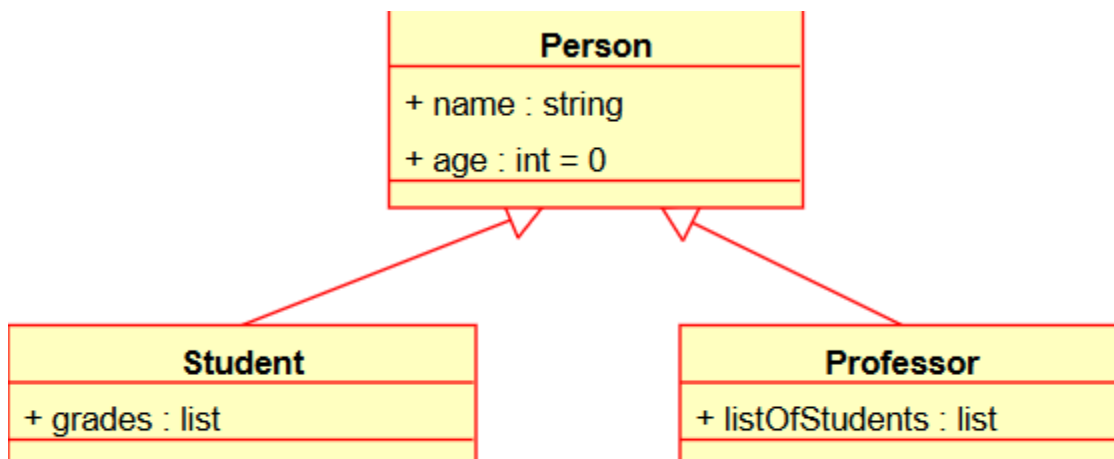 Person
+ name : string
+ age : int = 0
Student
+ grades : list
Professor
+ listOfStudents : list